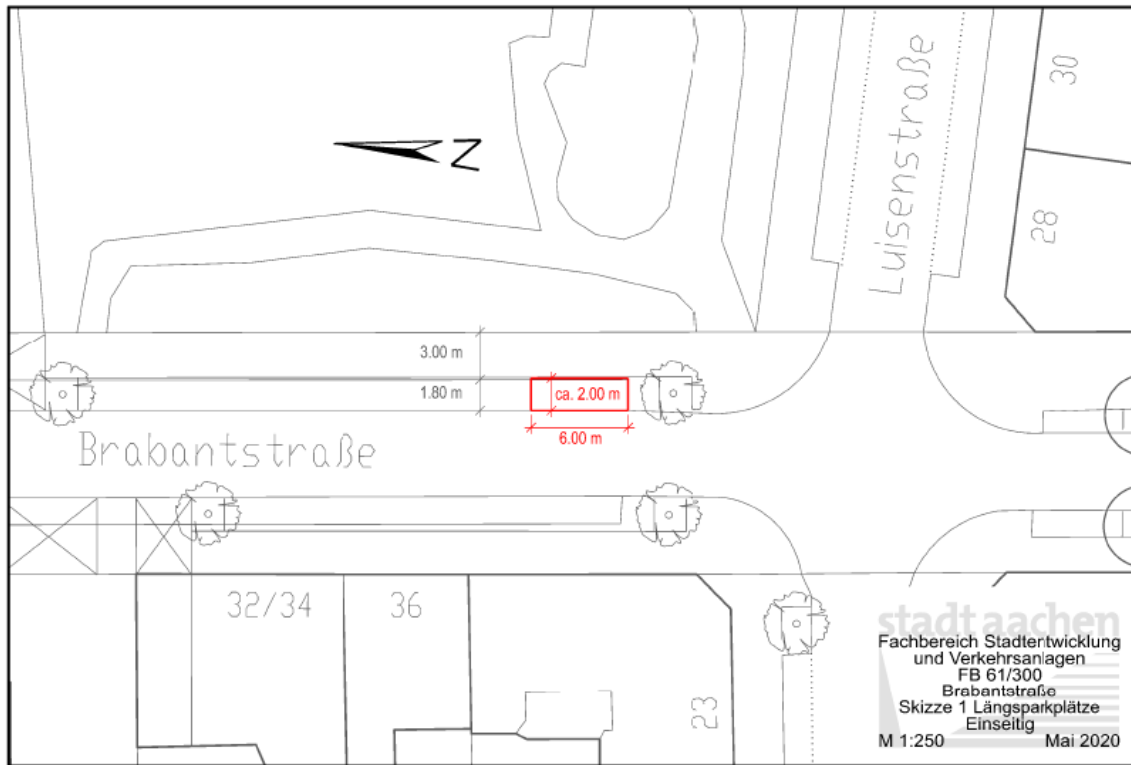 30
Luisenstraße
N
28
3.00 m
1.80 m
ca. 2.00 m
6.00 m
Brabantstraße
32/34
36
23
stadt aachen
Fachbereich Stadtentwicklung
und Verkehrsanlagen
FB 61/300
Brabantstraße
Skizze 1 Längsparkplätze
Einseitig
M 1:250 Mai 2020